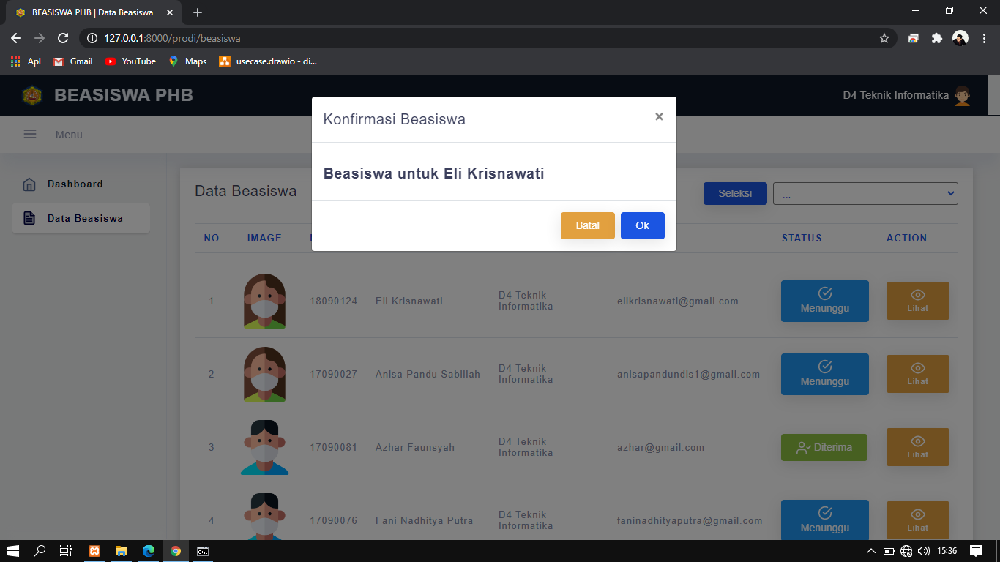 BEASISWA PHB | Data Beasiswa
127.0.0.1:8000/prodi/beasiswa
Apl Gmail YouTube Maps usecase.drawio - di...
BEASISWA PHB
D4 Teknik Informatika
Menu
Konfirmasi Beasiswa
×
Beasiswa untuk Eli Krisnawati
Batal Ok
Dashboard
Data Beasiswa
Data Beasiswa
Seleksi ...
NO IMAGE STATUS ACTION
1 18090124 Eli Krisnawati D4 Teknik Informatika elikrisnawati@gmail.com Menunggu Lihat
2 17090027 Anisa Pandu Sabillah D4 Teknik Informatika anisapandundis1@gmail.com Menunggu Lihat
3 17090081 Azhar Faunsyah D4 Teknik Informatika azhar@gmail.com Diterima Lihat
4 17090076 Fani Nadhitya Putra D4 Teknik Informatika faninadhityaputra@gmail.com Menunggu Lihat
15:36